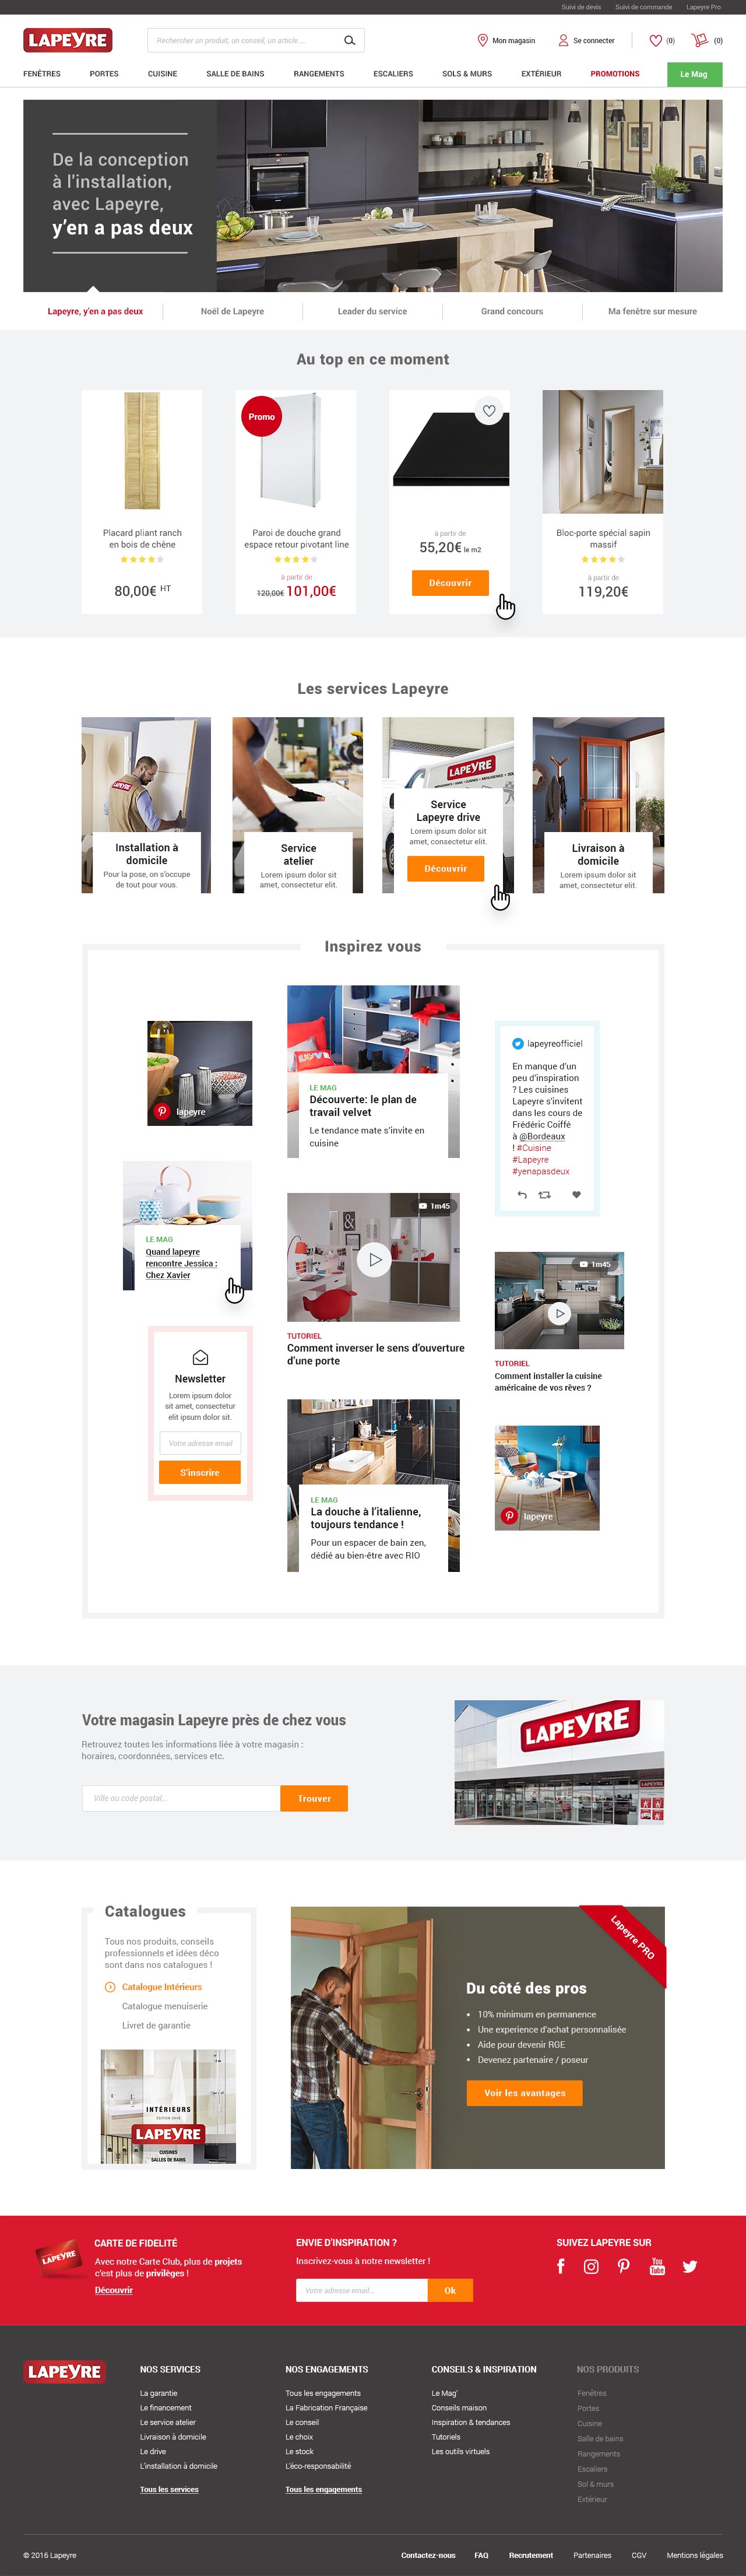 Suivi de devis Suivi de commande Lapeyre Pro
LAPEYRE
Rechercher un produit, un conseil, un article ...
Mon magasin Se connecter (0) (0)
FENÊTRES PORTES CUISINE SALLE DE BAINS RANGEMENTS ESCALIERS SOLS & MURS EXTÉRIEUR PROMOTIONS Le Mag
De la conception
à l'installation,
avec Lapeyre,
y'en a pas deux
Lapeyre, y'en a pas deux Noël de Lapeyre Leader du service Grand concours Ma fenêtre sur mesure
Au top en ce moment
Placard pliant ranch
en bois de chêne
80,00€ HT
Promo
Paroi de douche grand
espace retour pivotant line
à partir de
120,00€ 101,00€
à partir de
55,20€ le m2
Découvrir
Bloc-porte spécial sapin
massif
à partir de
119,20€
Les services Lapeyre
LAPEYRE
Installation à
domicile
Pour la pose, on s'occupe
de tout pour vous.
Service
atelier
Lorem ipsum dolor sit
amet, consectetur elit.
LAPEYRE
Service
Lapeyre drive
Lorem ipsum dolor sit
amet, consectetur elit.
Découvrir
Livraison à
domicile
Lorem ipsum dolor sit
amet, consectetur elit.
Inspirez vous
lapeyre
LE MAG
Quand lapeyre
rencontre Jessica :
Chez Xavier
Newsletter
Lorem ipsum dolor
sit amet, consectetur
elit ipsum dolor sit.
Votre adresse email
S'inscrire
LE MAG
Découverte: le plan de
travail velvet
Le tendance mate s'invite en
cuisine
1m45
TUTORIEL
Comment inverser le sens d'ouverture
d'une porte
LE MAG
La douche à l'italienne,
toujours tendance !
Pour un espacer de bain zen,
dédié au bien-être avec RIO
lapeyreofficiel
En manque d'un
peu d'inspiration
? Les cuisines
Lapeyre s'invitent
dans les cours de
Frédéric Coiffé
à @Bordeaux
! #Cuisine
#Lapeyre
#yenapasdeux
1m45
TUTORIEL
Comment installer la cuisine
américaine de vos rêves ?
lapeyre
Votre magasin Lapeyre près de chez vous
Retrouvez toutes les informations liée à votre magasin :
horaires, coordonnées, services etc.
Ville ou code postal...
Trouver
LAPEYRE
LAPEYRE
Catalogues
Tous nos produits, conseils
professionnels et idées déco
sont dans nos catalogues !
Catalogue Intérieurs
Catalogue menuiserie
Livret de garantie
INTÉRIEURS
ÉDITION 2016
LAPEYRE
CUISINES
SALLES DE BAINS
Lapeyre PRO
Du côté des pros
• 10% minimum en permanence
• Une experience d'achat personnalisée
• Aide pour devenir RGE
• Devenez partenaire / poseur
Voir les avantages
LAPEYRE
CARTE DE FIDELITÉ
Avec notre Carte Club, plus de projets
c'est plus de privilèges !
Découvrir
ENVIE D'INSPIRATION ?
Inscrivez-vous à notre newsletter !
Votre adresse email...
Ok
SUIVEZ LAPEYRE SUR
You
Tube
LAPEYRE
NOS SERVICES
La garantie
Le financement
Le service atelier
Livraison à domicile
Le drive
L'installation à domicile
Tous les services
NOS ENGAGEMENTS
Tous les engagements
La Fabrication Française
Le conseil
Le choix
Le stock
L'éco-responsabilité
Tous les engagements
CONSEILS & INSPIRATION
Le Mag'
Conseils maison
Inspiration & tendances
Tutoriels
Les outils virtuels
NOS PRODUITS
Fenêtres
Portes
Cuisine
Salle de bains
Rangements
Escaliers
Sol & murs
Extérieur
© 2016 Lapeyre
Contactez-nous FAQ Recrutement Partenaires CGV Mentions légales